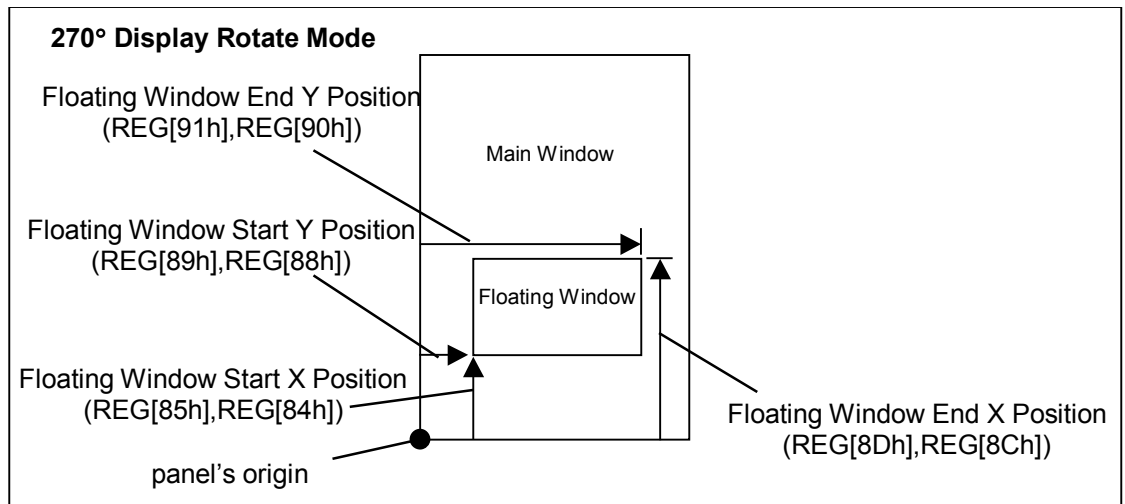 270° Display Rotate Mode
Floating Window End Y Position
(REG[91h],REG[90h])
Main Window
Floating Window Start Y Position
(REG[89h],REG[88h])
Floating Window
Floating Window Start X Position
(REG[85h],REG[84h])
Floating Window End X Position
(REG[8Dh],REG[8Ch])
panel's origin